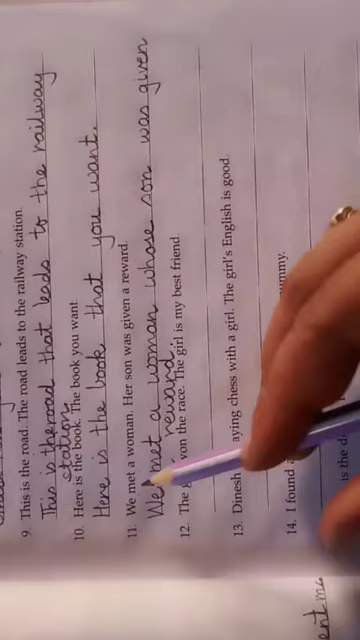 9. This is the road. The road leads to the railway station.
This is the road that leads to the railway
station.
10. Here is the book. The book you want
Here is the book that you want.
11. We met a woman. Her son was given a reward.
We met a woman whose son was given
reward.
12. The won the race. The girl is my best friend.
13. Dinesh aying chess with a girl. The girl's English is good.
14. I found ummy.
is the d